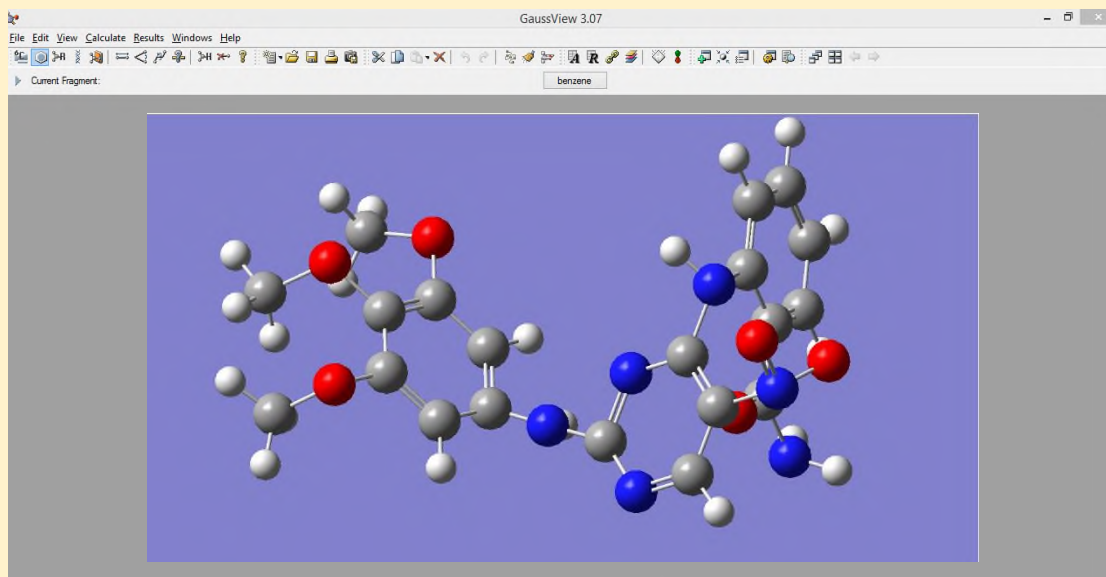 GaussView 3.07
File Edit View Calculate Results Windows Help
A R
Current Fragment:
benzene